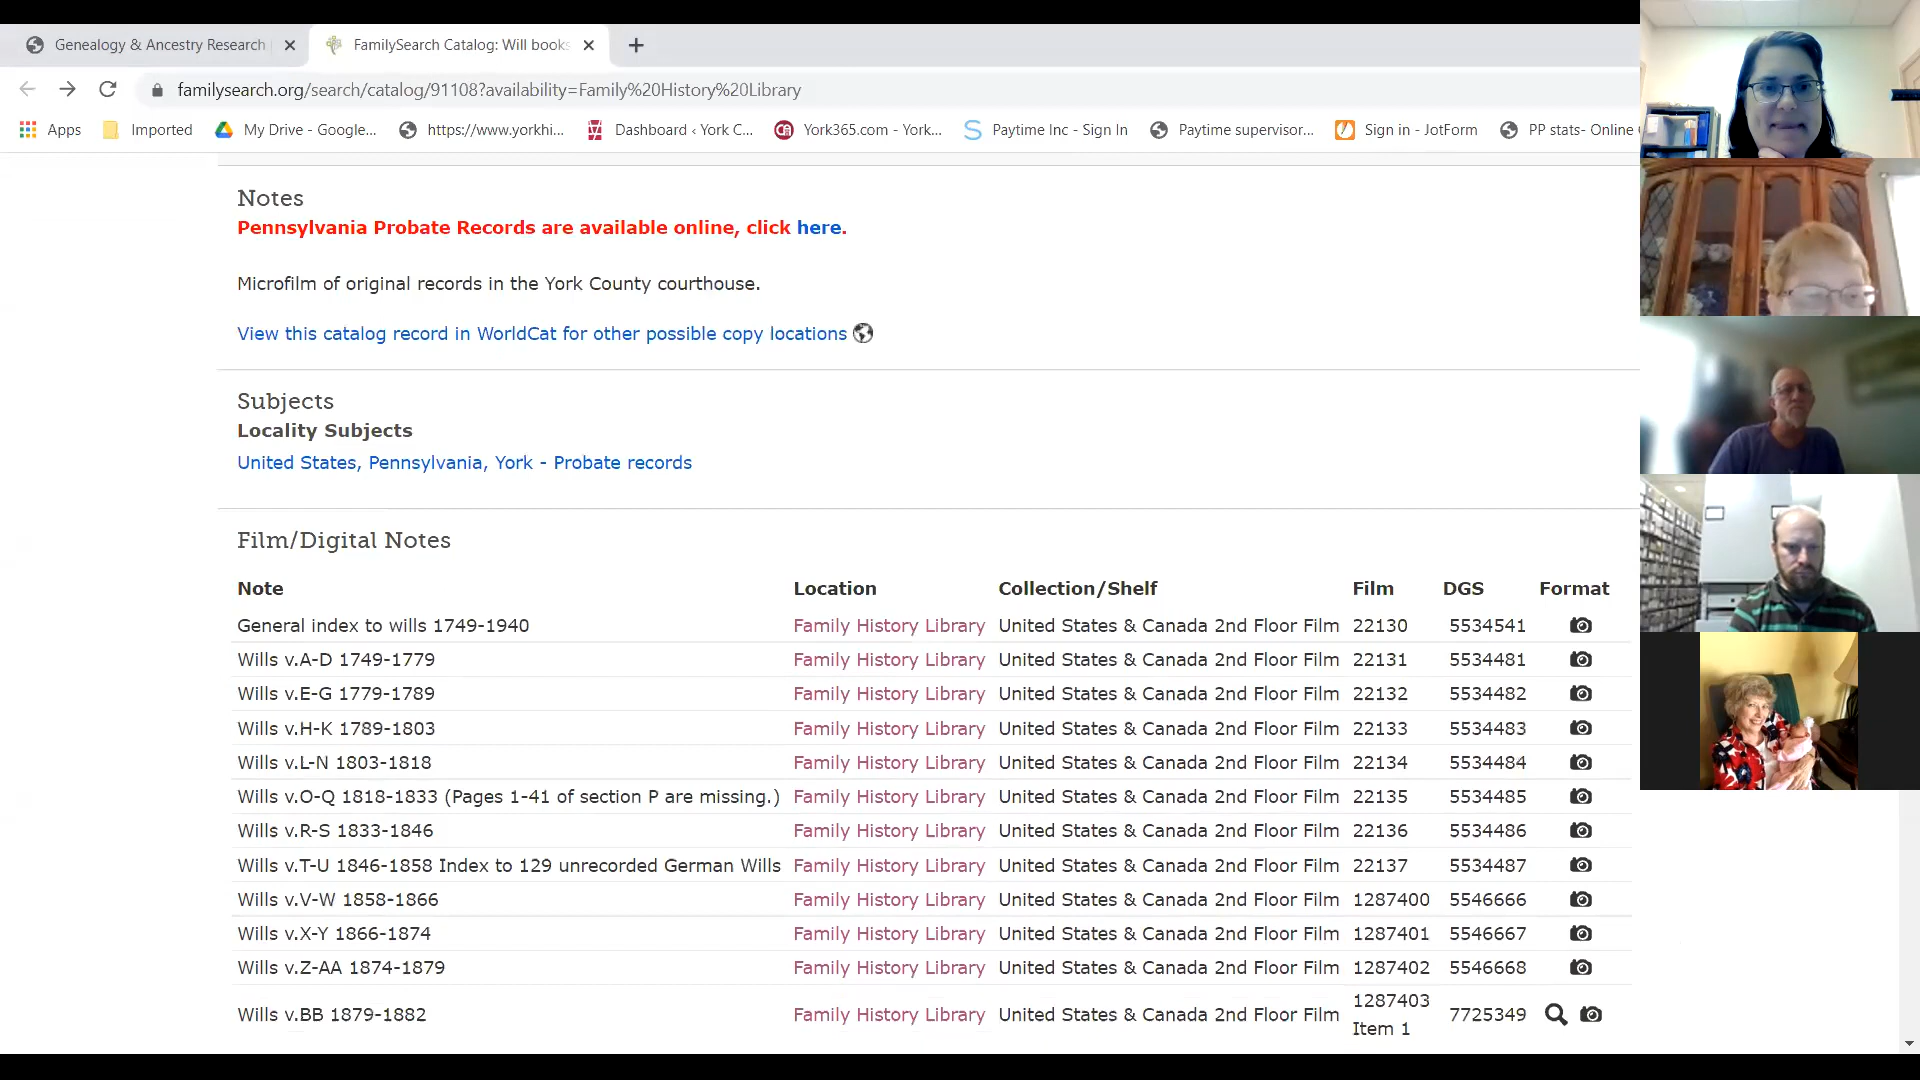 Genealogy & Ancestry Research
FamilySearch Catalog: Will books
familysearch.org/search/catalog/91108?availability=Family%20History%20Library
Apps Imported My Drive - Google... https://www.yorkhi... Dashboard ‹ York C... York365.com - York... Paytime Inc - Sign In Paytime supervisor... Sign in - JotForm PP stats- Online
Notes
Pennsylvania Probate Records are available online, click here.
Microfilm of original records in the York County courthouse.
View this catalog record in WorldCat for other possible copy locations
Subjects
Locality Subjects
United States, Pennsylvania, York - Probate records
Film/Digital Notes
Note Location Collection/Shelf Film DGS Format
General index to wills 1749-1940 Family History Library United States & Canada 2nd Floor Film 22130 5534541
Wills v.A-D 1749-1779 Family History Library United States & Canada 2nd Floor Film 22131 5534481
Wills v.E-G 1779-1789 Family History Library United States & Canada 2nd Floor Film 22132 5534482
Wills v.H-K 1789-1803 Family History Library United States & Canada 2nd Floor Film 22133 5534483
Wills v.L-N 1803-1818 Family History Library United States & Canada 2nd Floor Film 22134 5534484
Wills v.O-Q 1818-1833 (Pages 1-41 of section P are missing.) Family History Library United States & Canada 2nd Floor Film 22135 5534485
Wills v.R-S 1833-1846 Family History Library United States & Canada 2nd Floor Film 22136 5534486
Wills v.T-U 1846-1858 Index to 129 unrecorded German Wills Family History Library United States & Canada 2nd Floor Film 22137 5534487
Wills v.V-W 1858-1866 Family History Library United States & Canada 2nd Floor Film 1287400 5546666
Wills v.X-Y 1866-1874 Family History Library United States & Canada 2nd Floor Film 1287401 5546667
Wills v.Z-AA 1874-1879 Family History Library United States & Canada 2nd Floor Film 1287402 5546668
Wills v.BB 1879-1882 Family History Library United States & Canada 2nd Floor Film 1287403 Item 1 7725349